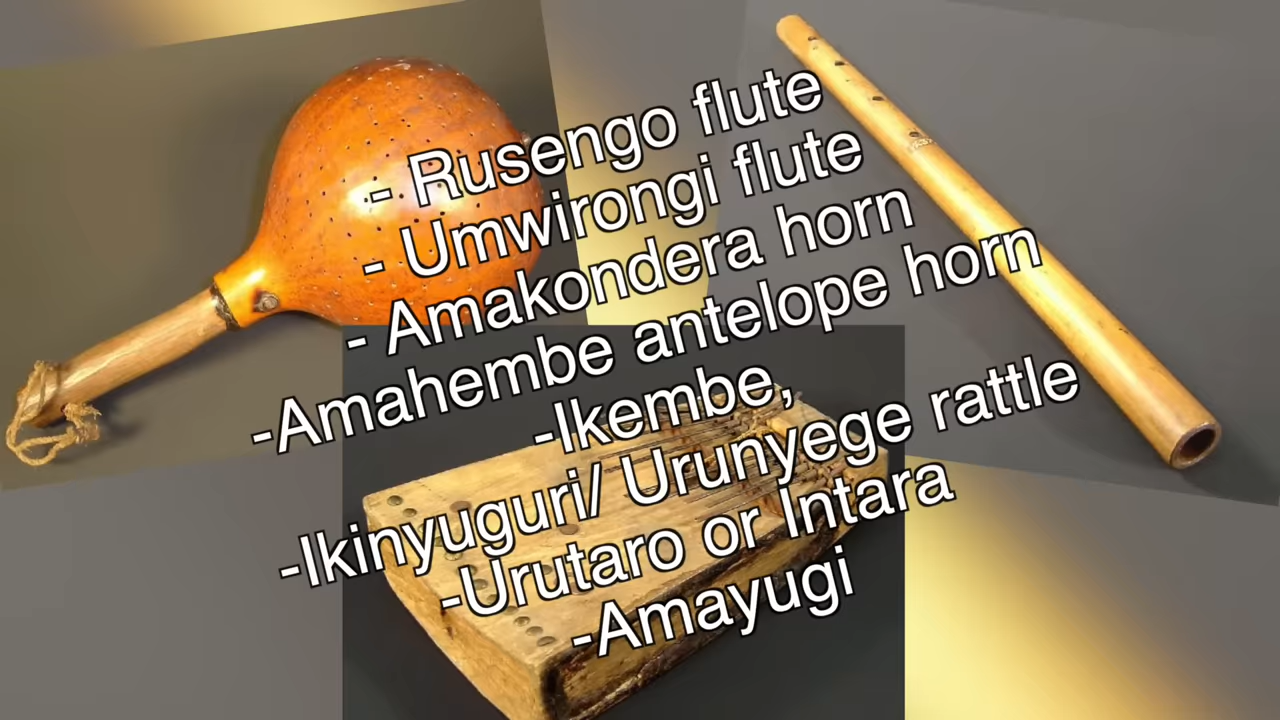 - Rusengo flute
- Umwirongi flute
- Amakondera horn
-Amahembe antelope horn
-Ikembe,
-Ikinyuguri/ Urunyege rattle
-Urutaro or Intara
-Amayugi